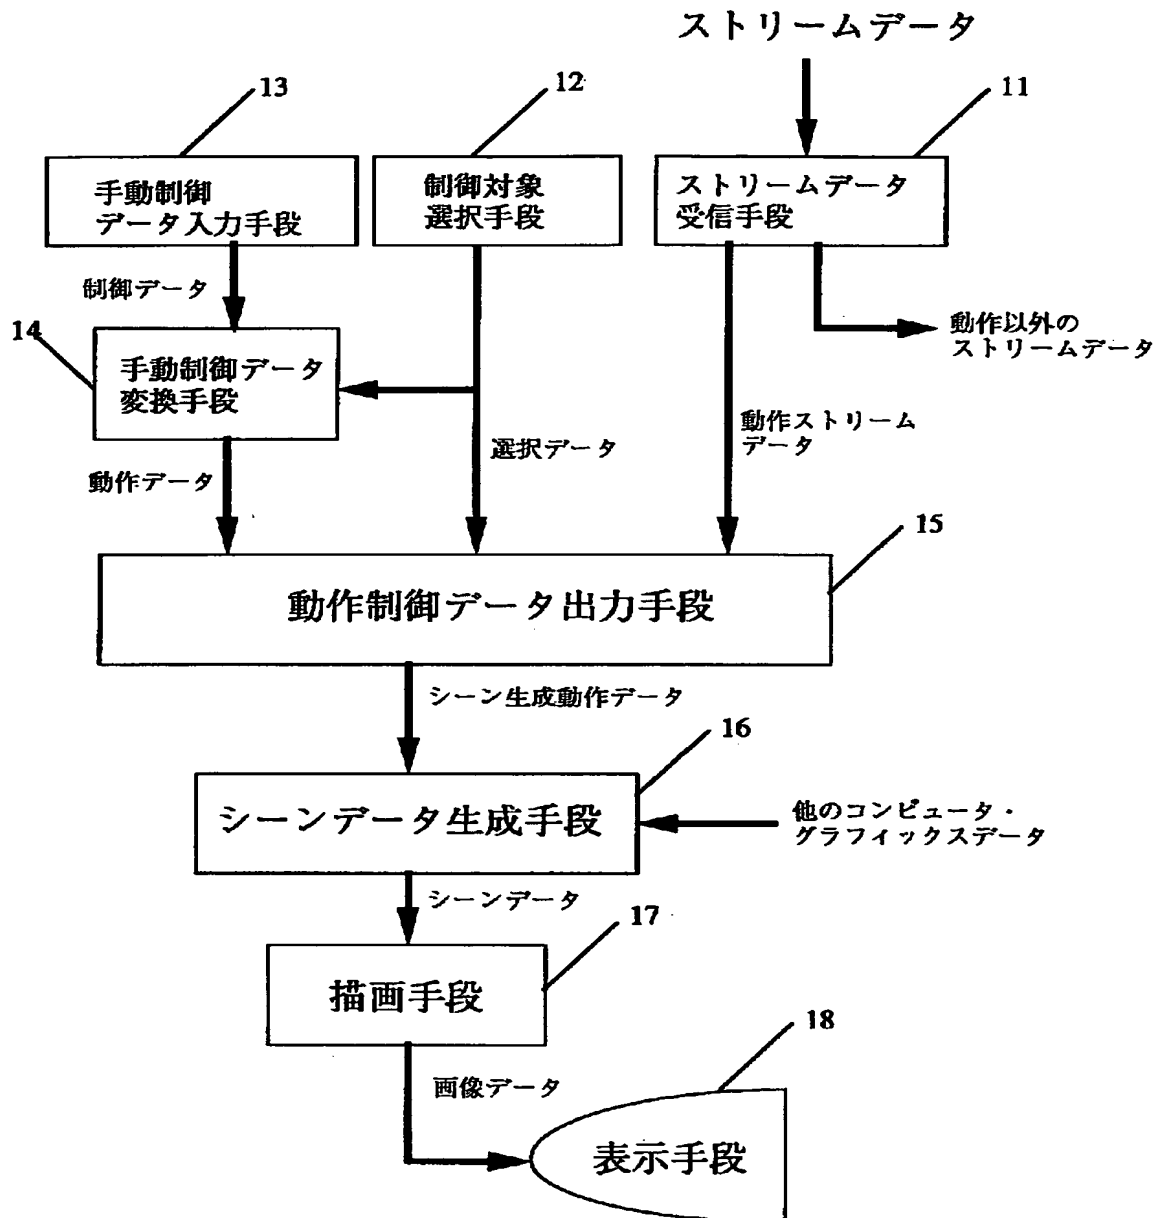 ストリームデータ
13
12
11
手動制御
データ入力手段
制御対象
選択手段
ストリームデータ
受信手段
制御データ
14
動作以外の
ストリームデータ
手動制御データ
変換手段
動作ストリーム
データ
選択データ
動作データ
15
動作制御データ出力手段
シーン生成動作データ
16
シーンデータ生成手段
他のコンピュータ・
グラフィックスデータ
シーンデータ
17
描画手段
18
画像データ
表示手段